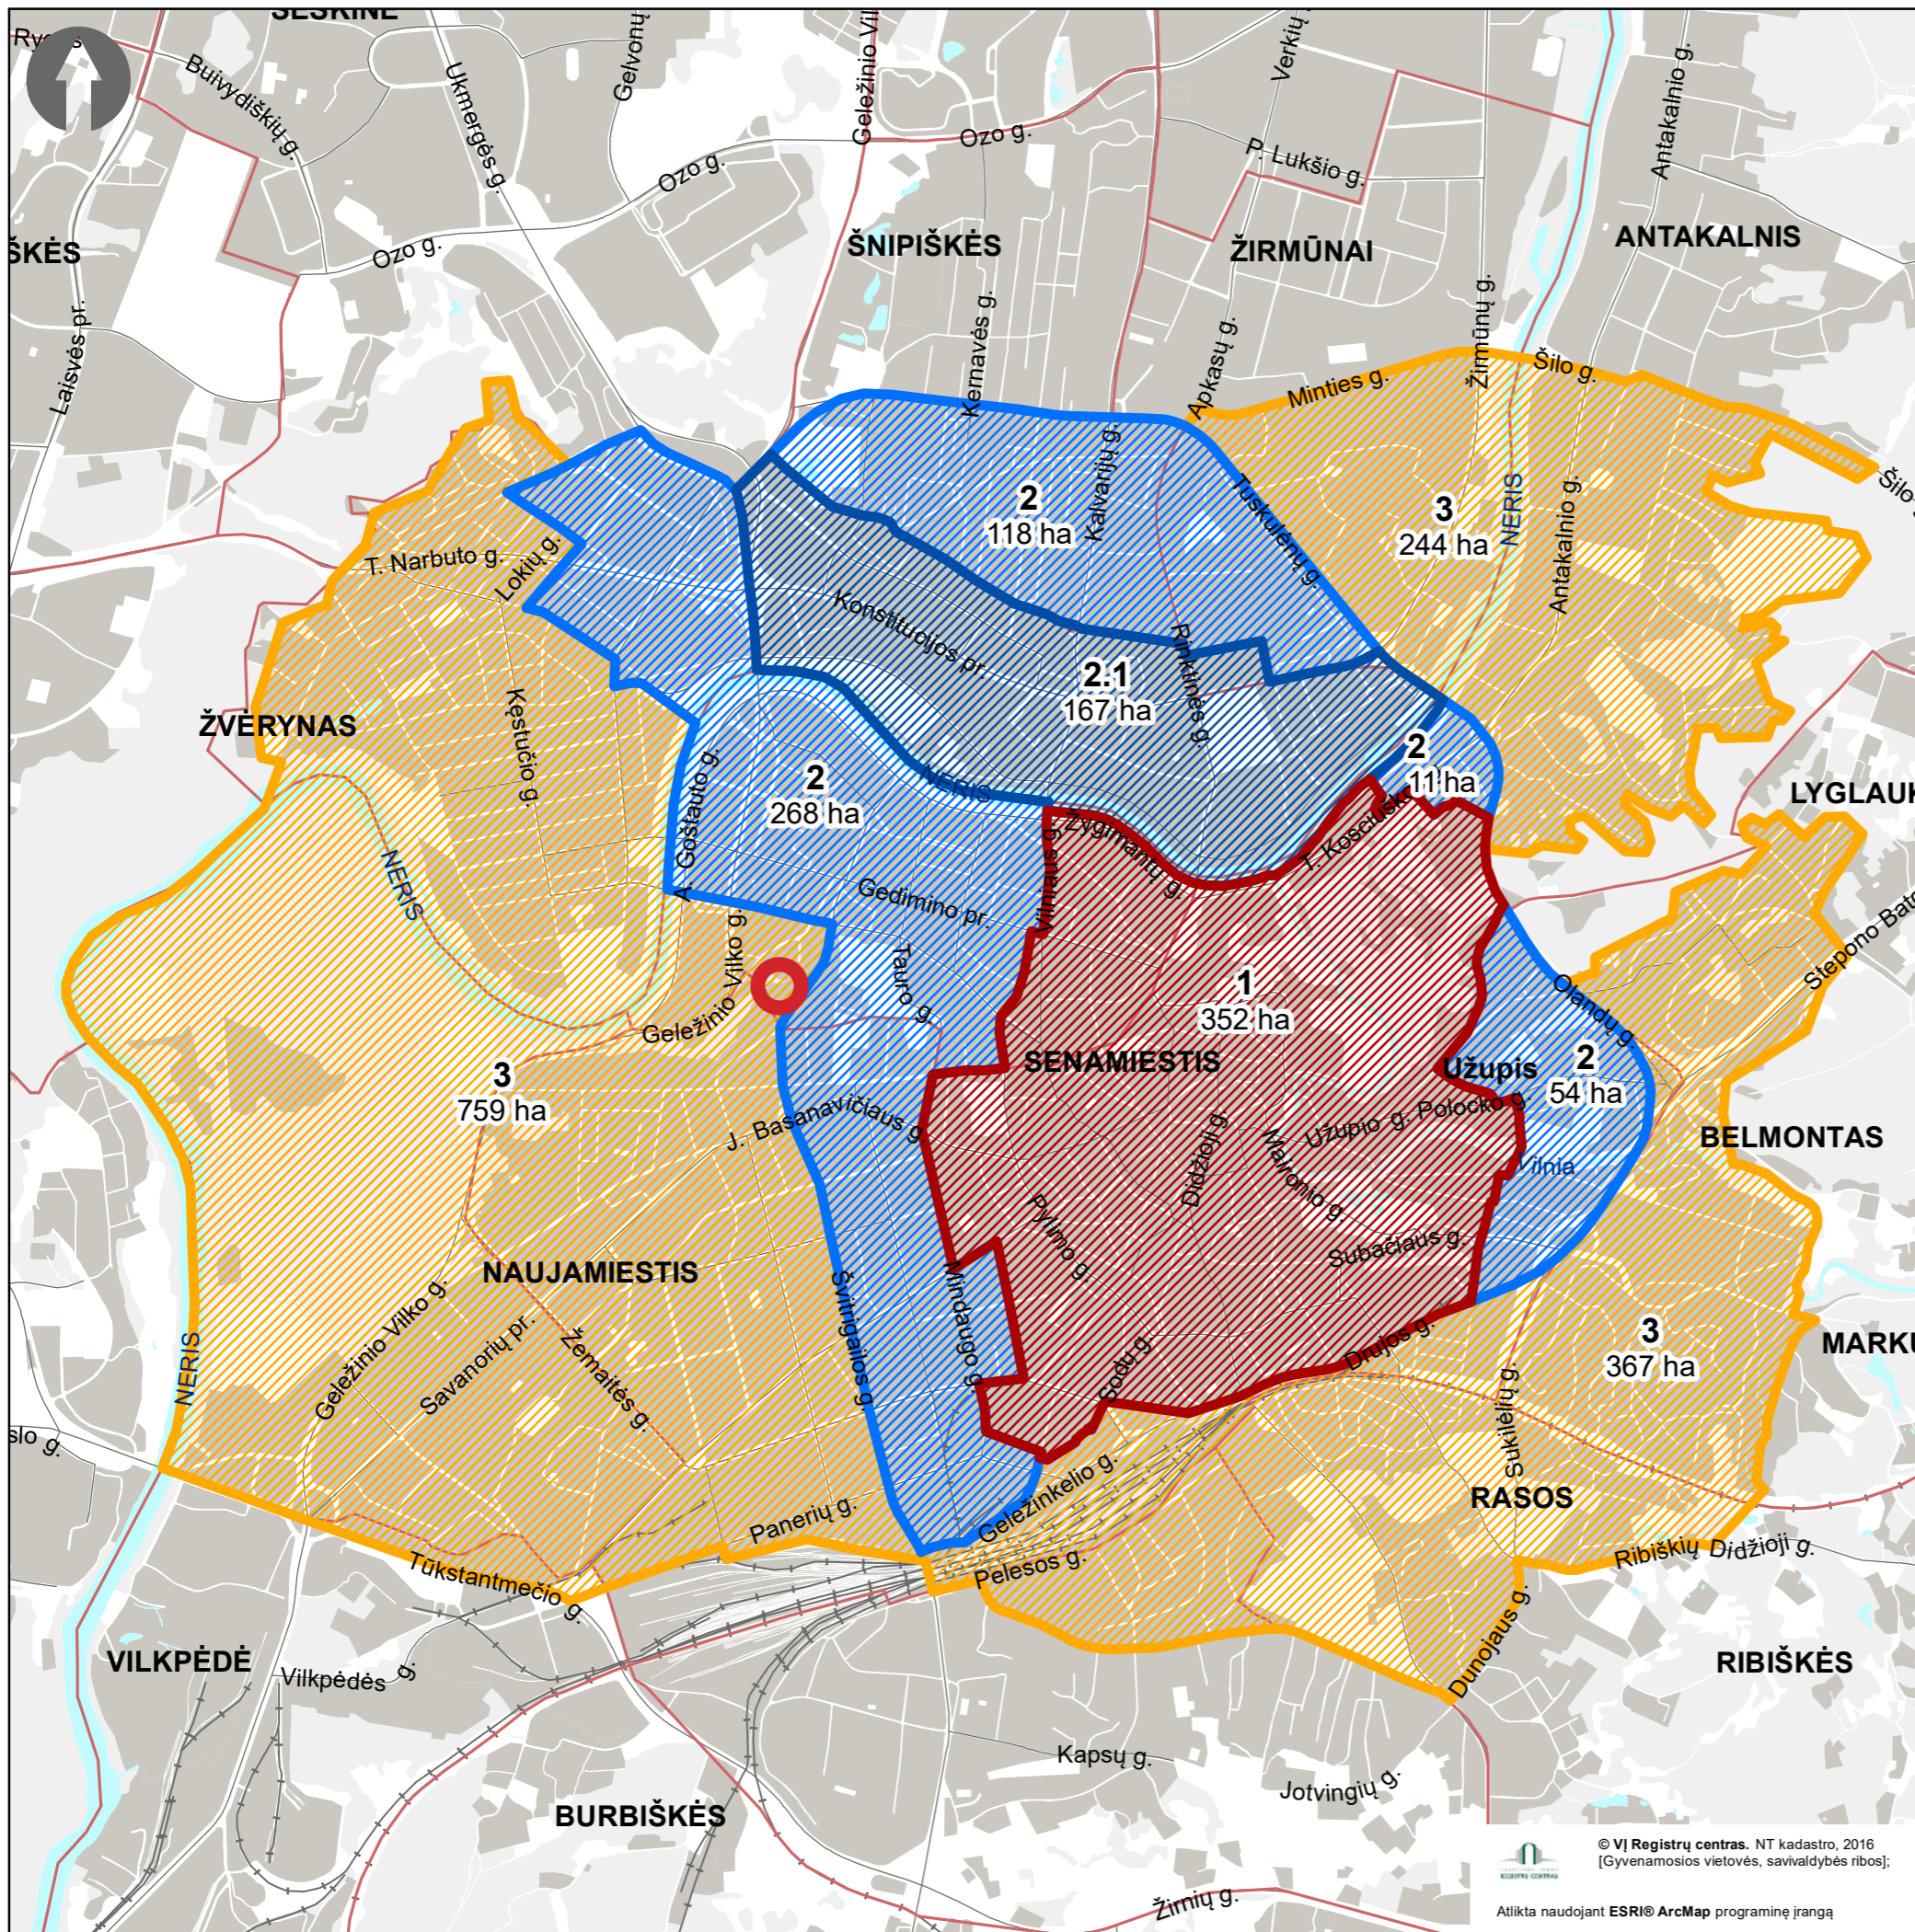 ŠEŠKINĖ
Buivydiškių g.
Ukmergės g.
Gelvonų
Geležinio Vil
Verkių
Antakalnio g.
Ozo g.
Ozo g.
Ozo g.
P. Lukšio g.
ŠKĖS
ŠNIPIŠKĖS
ŽIRMŪNAI
ANTAKALNIS
Laisvės pr.
Kernavės g.
Apkasų g.
Žirmūnų g.
Minties g.
Šilo g.
Kalvarijų g.
Tuskulėnų g.
NERIS
Antakalnio g.
Šilo
2
118 ha
3
244 ha
T. Narbuto g.
Lokių g.
Konstitucijos pr.
Rinktinės g.
2.1
167 ha
ŽVĖRYNAS
Kęstučio g.
A. Goštauto g.
2
268 ha
NERIS
2
11 ha
LYGLAUK
Žygimantų g.
T. Kosciuškos
Vilniaus g.
NERIS
Gedimino pr.
Geležinio Vilko g.
Tauro g.
Stepono Bato
Olandų g.
1
352 ha
SENAMIESTIS
Užupis
2
54 ha
3
759 ha
J. Basanavičiaus g.
Užupio g.
Polocko g.
BELMONTAS
Didžioji g.
Maironio g.
Vilnia
Pylimo g.
Subačiaus g.
NAUJAMIESTIS
Švitrigailos g.
Mindaugo g.
Geležinio Vilko g.
Savanorių pr.
Žemaitės g.
NERIS
Sodų g.
Drujos g.
3
367 ha
MARKU
Sukilėlių g.
slo g.
RASOS
Panerių g.
Geležinkelio g.
Pelesos g.
Ribiškių Didžioji g.
Tūkstantmečio g.
Dunojaus g.
VILKPĖDĖ
Vilkpėdės g.
RIBIŠKĖS
Kapsų g.
Jotvingių g.
BURBIŠKĖS
Žirnių g.
REGISTRŲ CENTRAS
© VĮ Registrų centras. NT kadastro, 2016
[Gyvenamosios vietovės, savivaldybės ribos];
Atlikta naudojant ESRI® ArcMap programinę įrangą